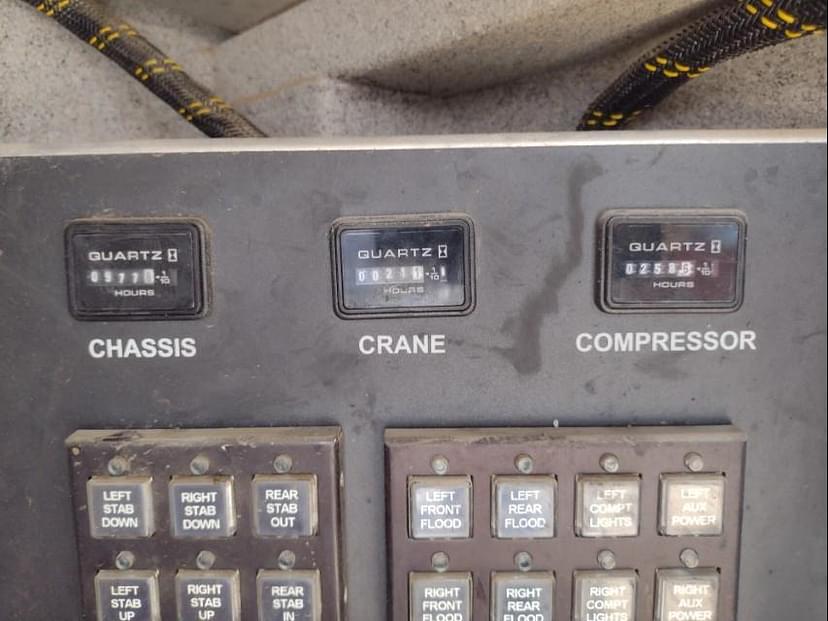 QUARTZ
HOURS
CHASSIS
QUARTZ
HOURS
CRANE
QUARTZ
HOURS
COMPRESSOR
LEFT
STAB
DOWN
RIGHT
STAB
DOWN
REAR
STAB
OUT
LEFT
FRONT
FLOOD
LEFT
REAR
FLOOD
LEFT
COMPT
LIGHTS
LEFT
AUX
POWER
LEFT
STAB
UP
RIGHT
STAB
UP
REAR
STAB
IN
RIGHT
FRONT
FLOOD
RIGHT
REAR
FLOOD
RIGHT
COMPT
LIGHTS
RIGHT
AUX
POWER